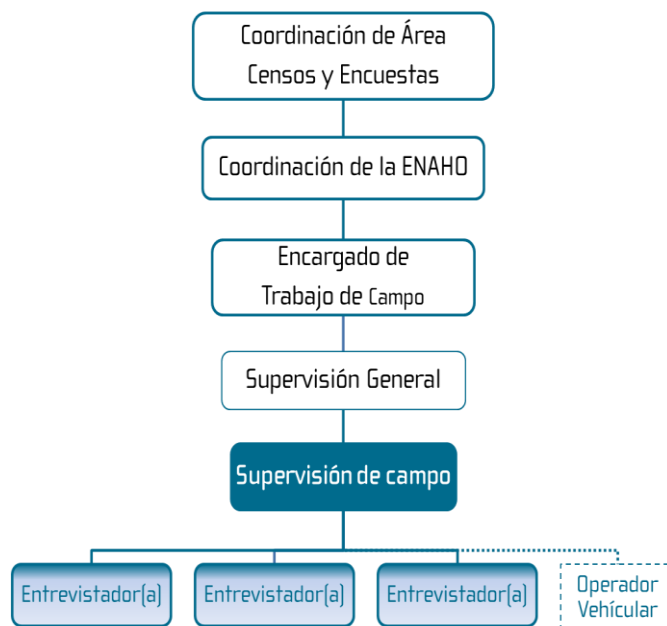 Coordinación de Área
Censos y Encuestas
Coordinación de la ENAHO
Encargado de
Trabajo de Campo
Supervisión General
Supervisión de campo
Entrevistador(a)
Entrevistador(a)
Entrevistador(a)
Operador
Vehícular